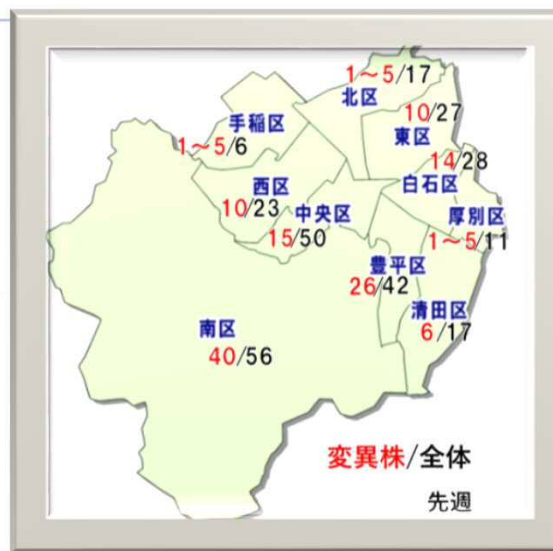 1～5/17
北区
10/27
東区
手稲区
1～5/6
14/28
白石区
西区
10/23
厚別区
1～5/11
中央区
15/50
豊平区
26/42
清田区
6/17
南区
40/56
変異株/全体
先週